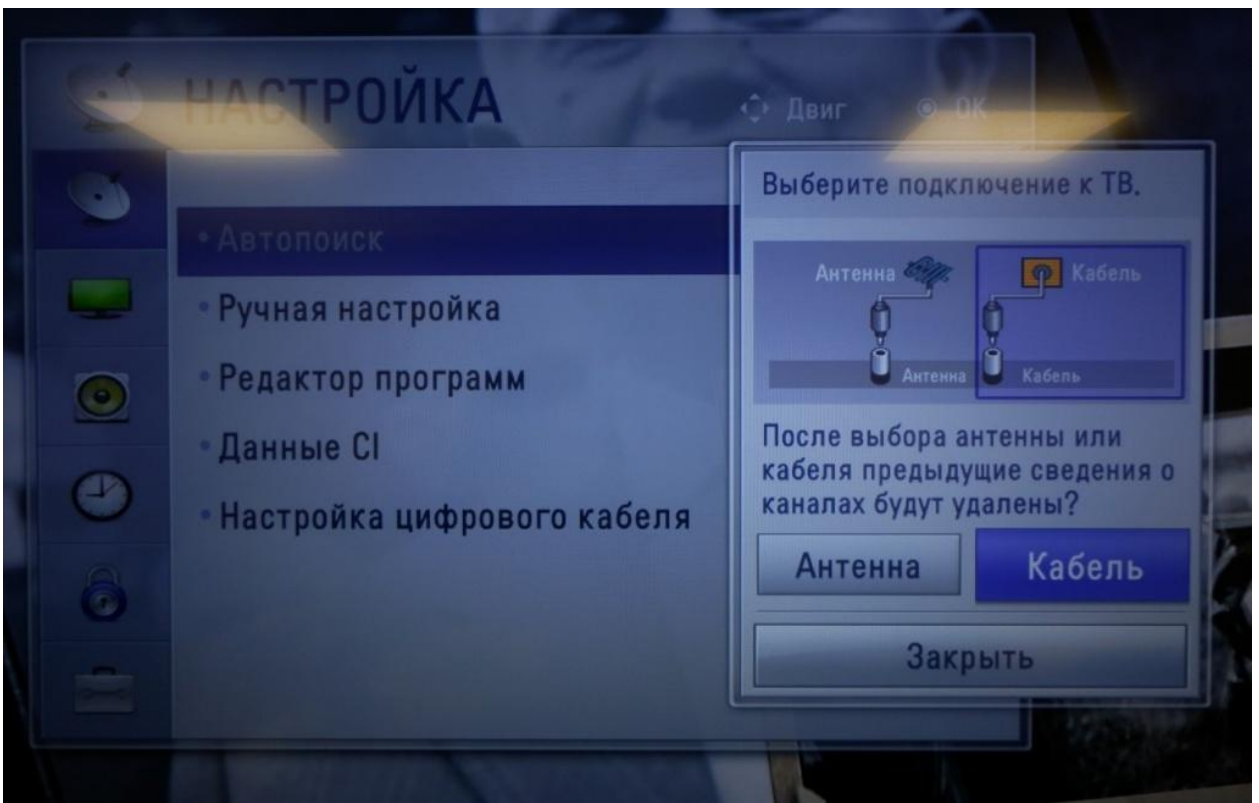 НАСТРОЙКА
Двиг
OK
Автопоиск
Ручная настройка
Редактор программ
Данные CI
Настройка цифрового кабеля
Выберите подключение к ТВ.
Антенна
Кабель
Антенна
Кабель
После выбора антенны или
кабеля предыдущие сведения о
каналах будут удалены?
Антенна
Кабель
Закрыть